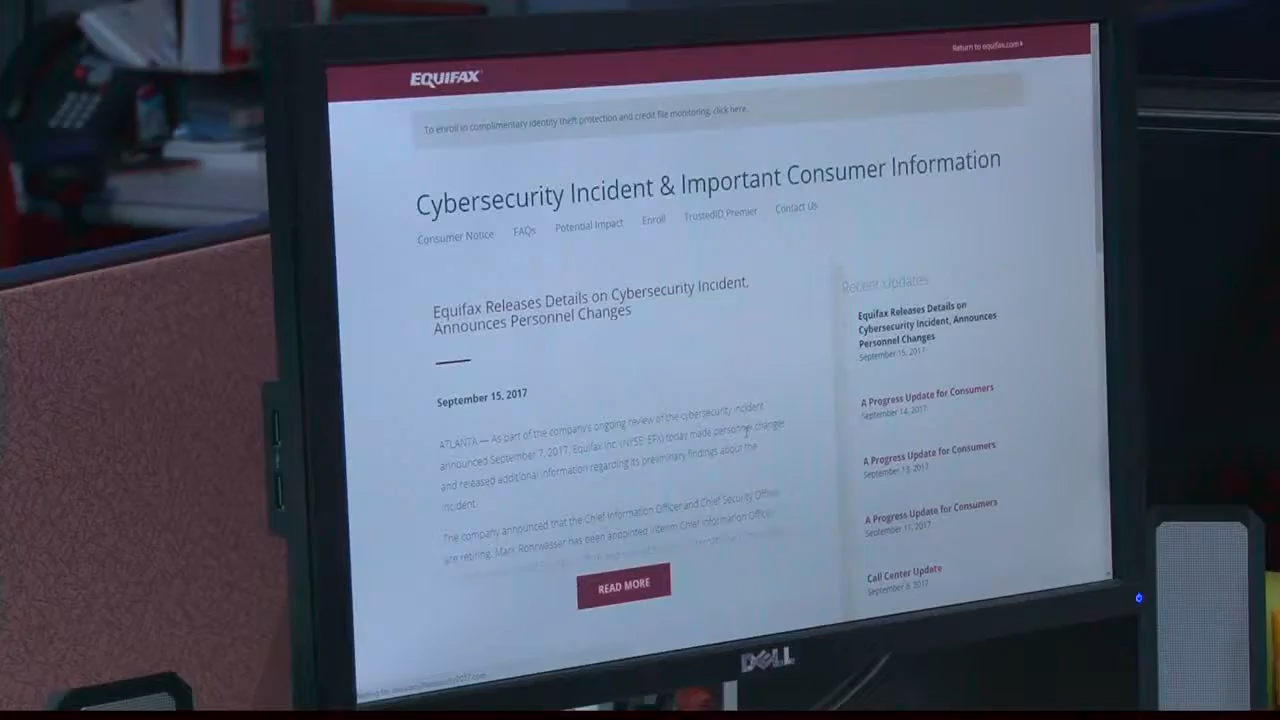 Return to equifax.com
EQUIFAX
To enroll in complimentary identity theft protection and credit file monitoring, click here.
Cybersecurity Incident & Important Consumer Information
Consumer Notice FAQs Potential Impact Enroll TrustedID Premier Contact Us
Equifax Releases Details on Cybersecurity Incident,
Announces Personnel Changes
September 15, 2017
ATLANTA — As part of the company's ongoing review of the cybersecurity incident
announced September 7, 2017, Equifax Inc. (NYSE: EFX) today made personnel changes
and released additional information regarding its preliminary findings about the
incident.
The company announced that the Chief Information Officer and Chief Security Officer
are retiring. Mark Rohrwasser has been appointed interim Chief Information Officer.
READ MORE
Recent Updates
Equifax Releases Details on
Cybersecurity Incident, Announces
Personnel Changes
September 15, 2017
A Progress Update for Consumers
September 14, 2017
A Progress Update for Consumers
September 13, 2017
A Progress Update for Consumers
September 11, 2017
Call Center Update
September 8, 2017
DELL